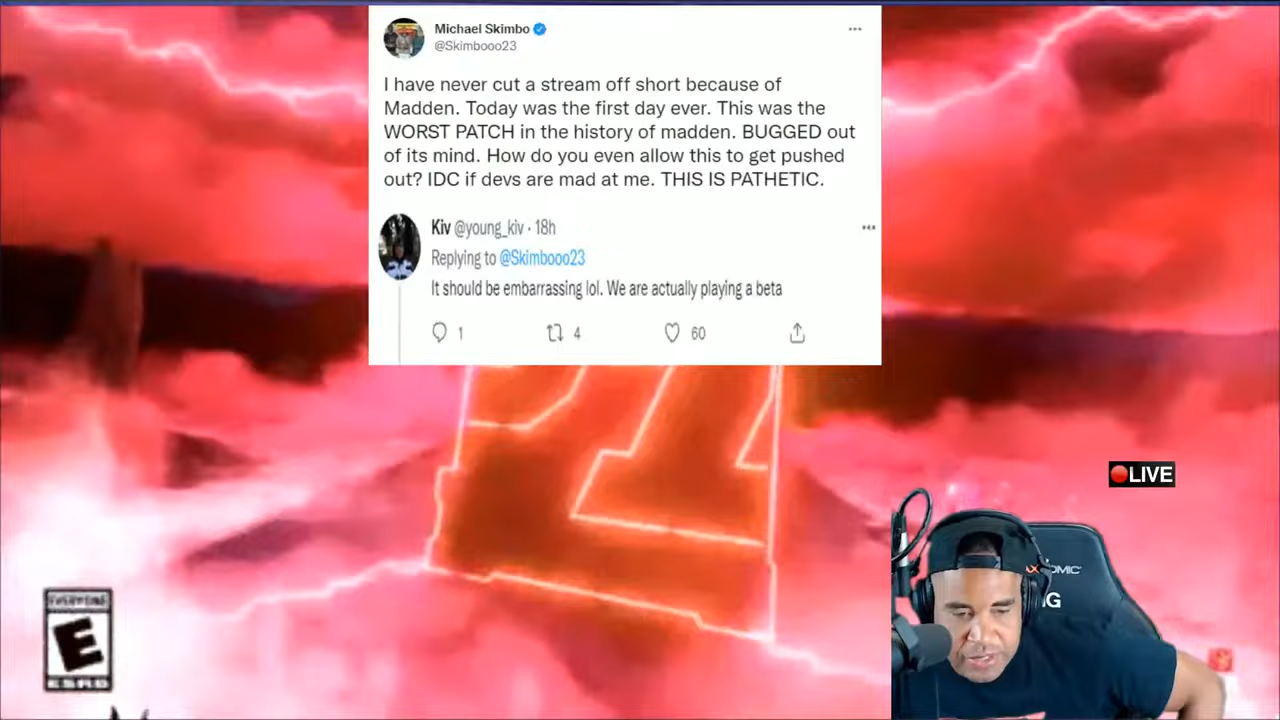 Michael Skimbo
@Skimbooo23
I have never cut a stream off short because of
Madden. Today was the first day ever. This was the
WORST PATCH in the history of madden. BUGGED out
of its mind. How do you even allow this to get pushed
out? IDC if devs are mad at me. THIS IS PATHETIC.
Kiv @young_kiv · 18h
Replying to @Skimbooo23
It should be embarrassing lol. We are actually playing a beta
1 4 60
LIVE
EVERYONE
E
ESRB